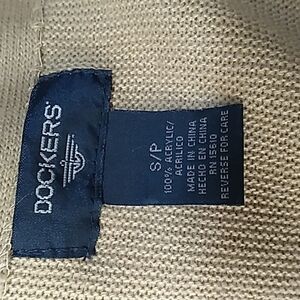 DOCKERS®
S/P
100% ACRYLIC/
ACRILICO
MADE IN CHINA
HECHO EN CHINA
RN 15610
REVERSE FOR CARE